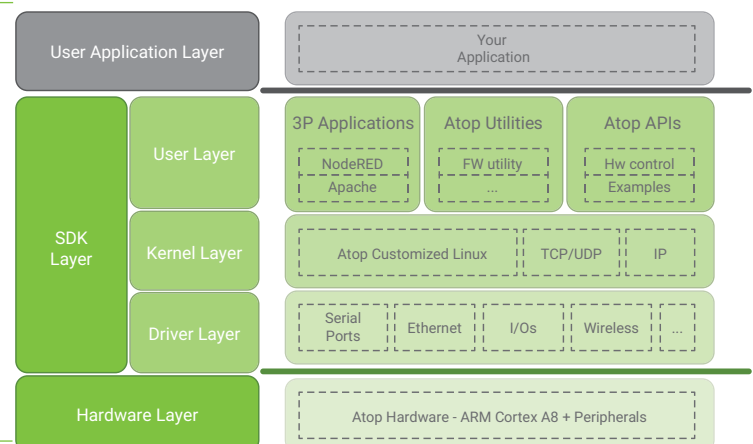 User Application Layer
Your
Application
SDK
Layer
User Layer
3P Applications
NodeRED
Apache
Atop Utilities
FW utility
...
Atop APIs
Hw control
Examples
Kernel Layer
Atop Customized Linux
TCP/UDP
IP
Driver Layer
Serial
Ports
Ethernet
I/Os
Wireless
...
Hardware Layer
Atop Hardware - ARM Cortex A8 + Peripherals